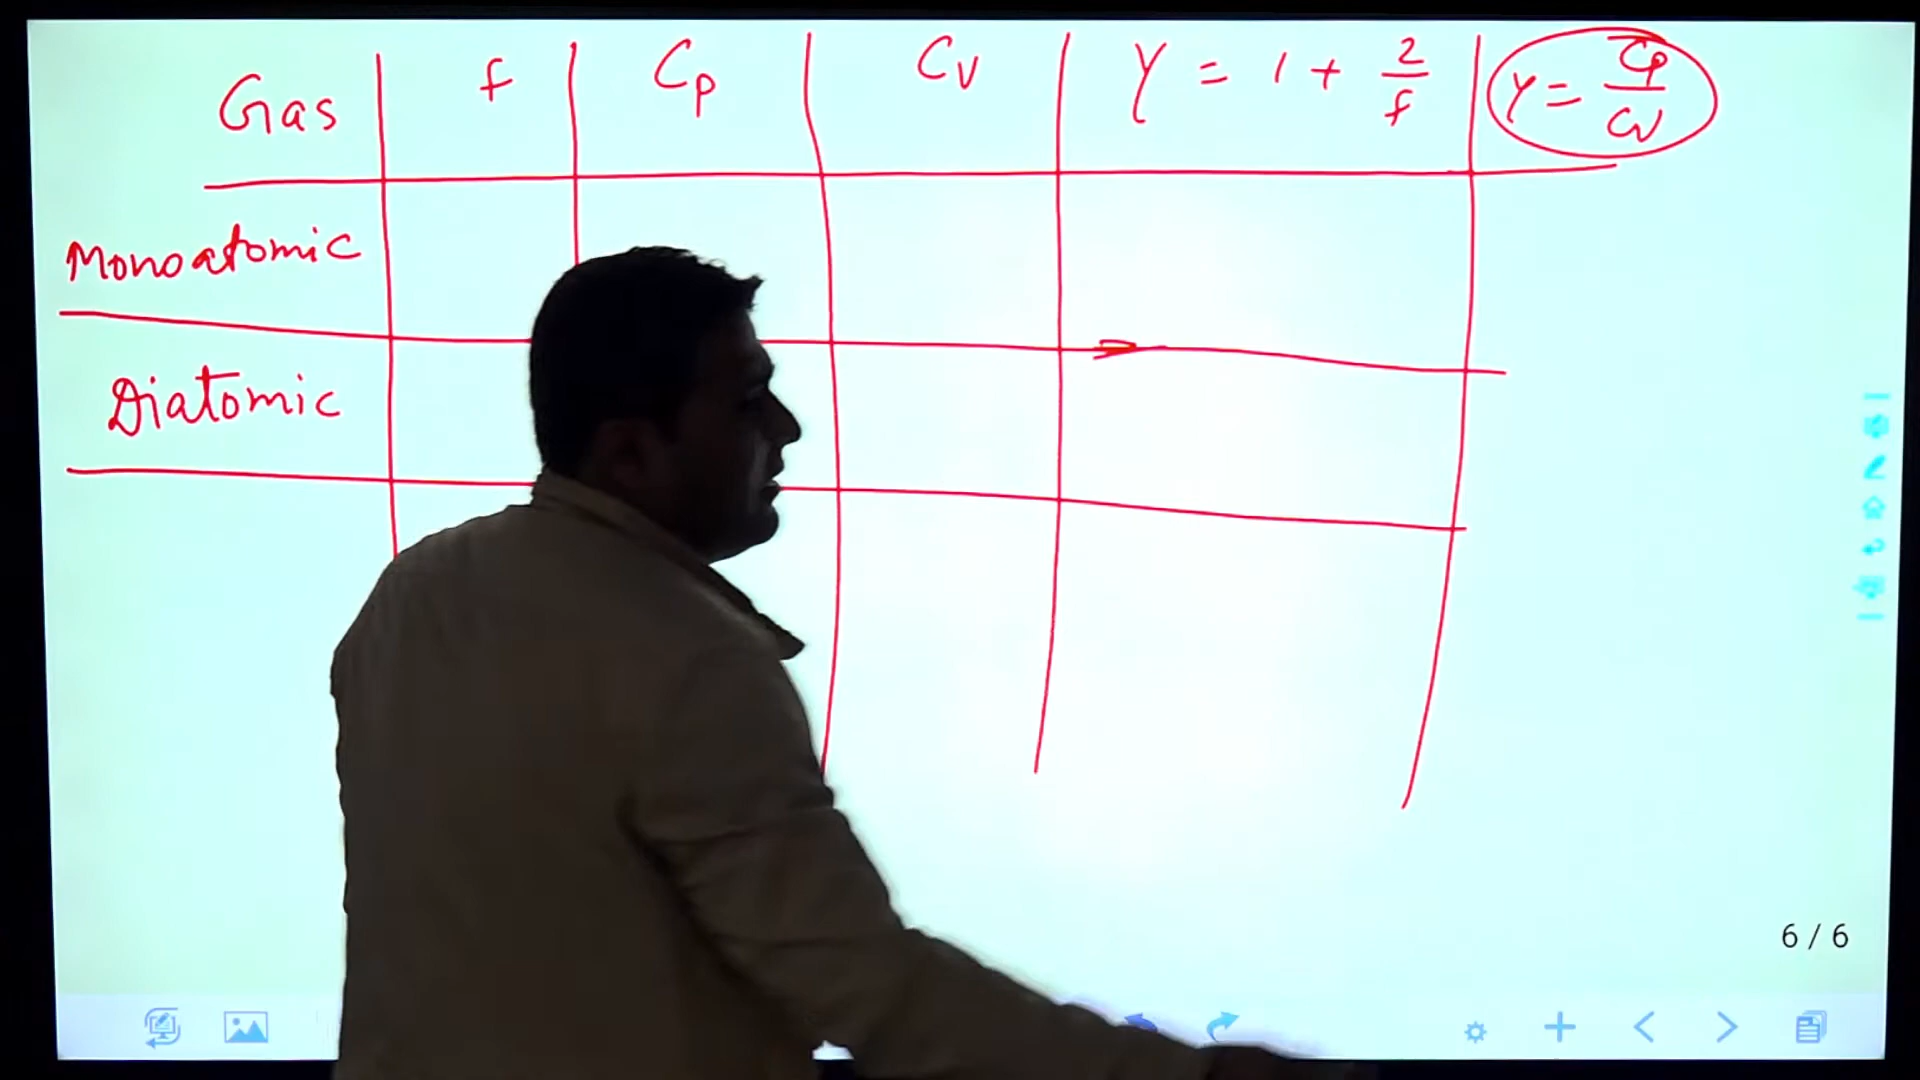 Gas f Cp Cv γ = 1 + 2/f γ = Cp/Cv
Monoatomic
Diatomic
6 / 6